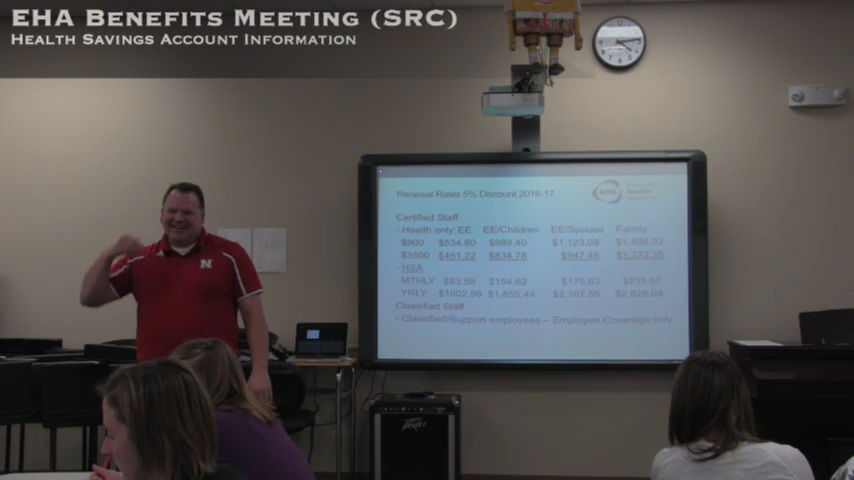 EHA Benefits Meeting (SRC)
Health Savings Account Information
Renewal Rates 5% Discount 2016-17
EHA
Certified Staff
- Health only: EE EE/Children EE/Spouse Family
$900 $534.80 $989.40 $1,123.08 $1,508.02
$3500 $451.22 $834.78 $947.45 $1,272.35
- HSA
MTHLY $83.58 $154.62 $175.63 $235.67
YRLY $1002.96 $1,855.44 $2,107.56 $2,828.04
Classified Staff
- Classified/Support employees – Employee Coverage only
N
Peavey